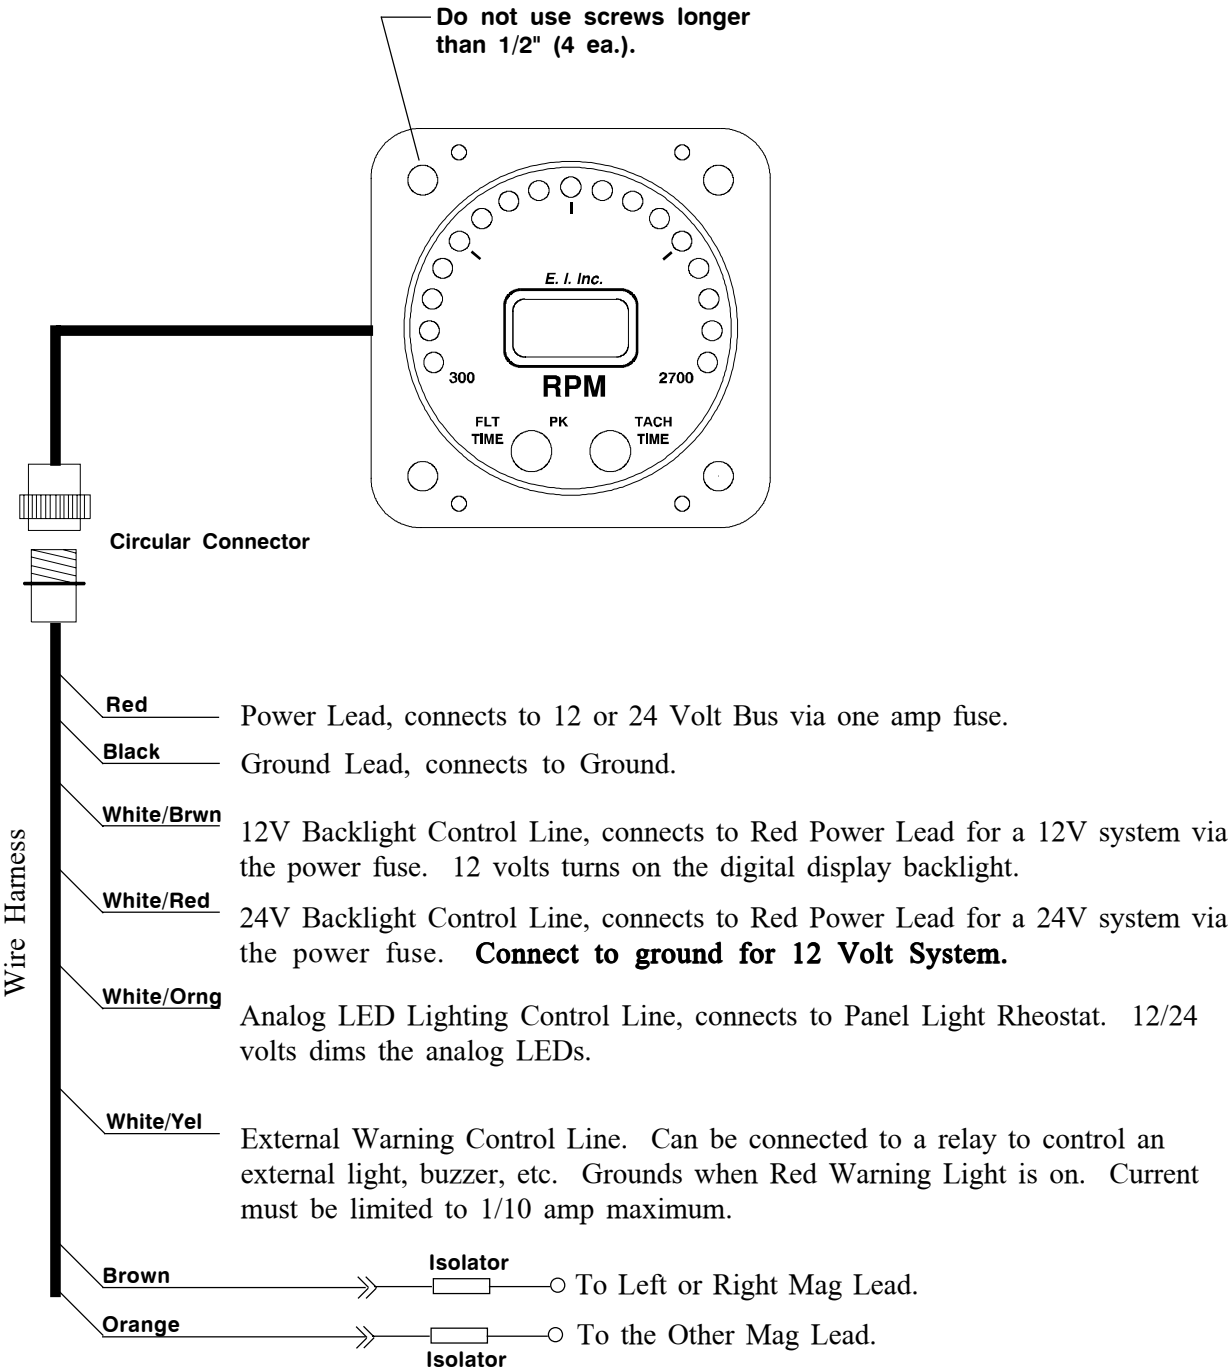 Do not use screws longer
than 1/2" (4 ea.).
E. I. Inc.
300
RPM
2700
FLT
TIME
PK
TACH
TIME
Circular Connector
Wire Harness
Red
Power Lead, connects to 12 or 24 Volt Bus via one amp fuse.
Black
Ground Lead, connects to Ground.
White/Brwn
12V Backlight Control Line, connects to Red Power Lead for a 12V system via
the power fuse. 12 volts turns on the digital display backlight.
White/Red
24V Backlight Control Line, connects to Red Power Lead for a 24V system via
the power fuse. Connect to ground for 12 Volt System.
White/Orng
Analog LED Lighting Control Line, connects to Panel Light Rheostat. 12/24
volts dims the analog LEDs.
White/Yel
External Warning Control Line. Can be connected to a relay to control an
external light, buzzer, etc. Grounds when Red Warning Light is on. Current
must be limited to 1/10 amp maximum.
Brown
Isolator
To Left or Right Mag Lead.
Orange
To the Other Mag Lead.
Isolator